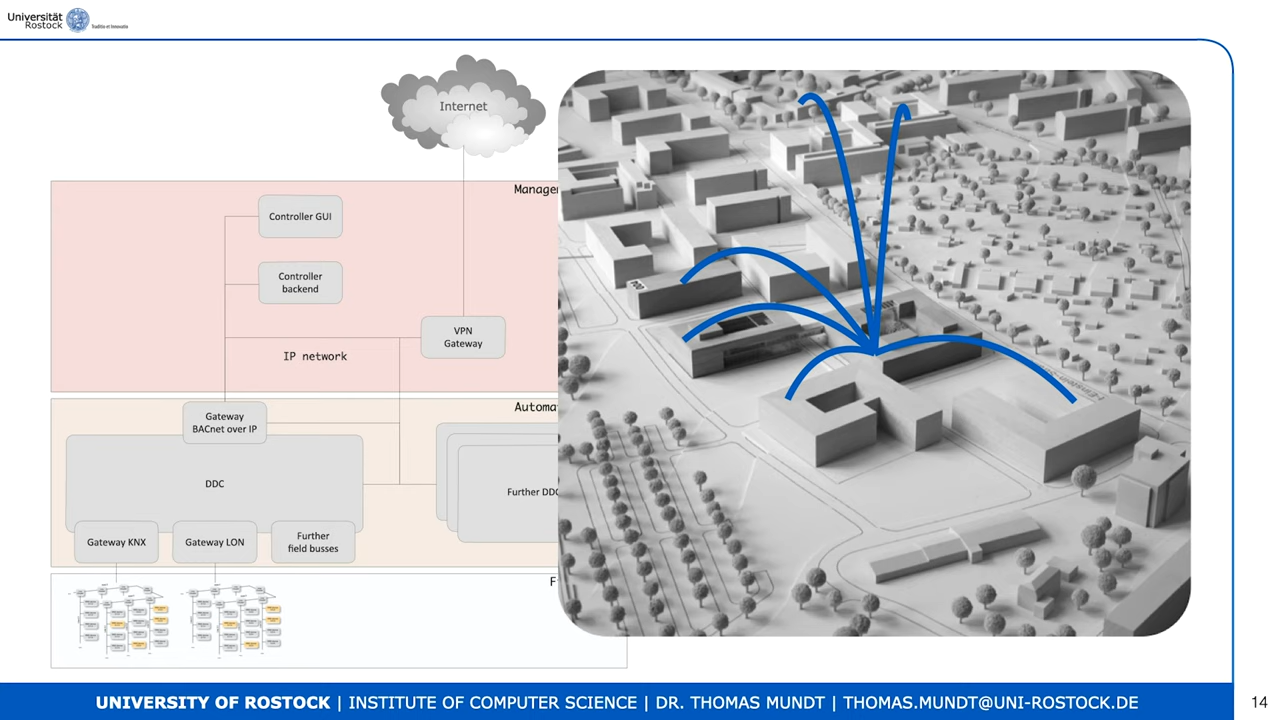 Universität
Rostock
Traditio et Innovatio
Internet
Manage
Controller GUI
Controller
backend
VPN
Gateway
IP network
Automa
Gateway
BACnet over IP
DDC
Further DDC
Gateway KNX
Gateway LON
Further
field busses
F
UNIVERSITY OF ROSTOCK | INSTITUTE OF COMPUTER SCIENCE | DR. THOMAS MUNDT | THOMAS.MUNDT@UNI-ROSTOCK.DE
14